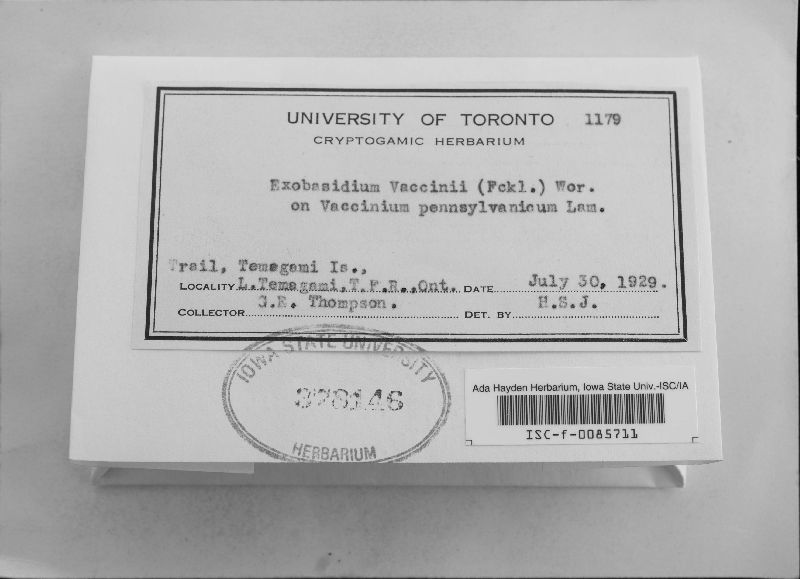 UNIVERSITY OF TORONTO 1179
CRYPTOGAMIC HERBARIUM
Exobasidium Vaccinii (Fckl.) Wor.
on Vaccinium pennsylvanicum Lam.
Trail, Temagami Is.,
LOCALITY L.Temagami,T.F.R.,Ont. DATE July 30, 1929.
COLLECTOR G.E. Thompson. DET. BY H.S.J.
IOWA STATE UNIVERSITY
378146
HERBARIUM
Ada Hayden Herbarium, Iowa State Univ.-ISC/IA
ISC-f-0085711